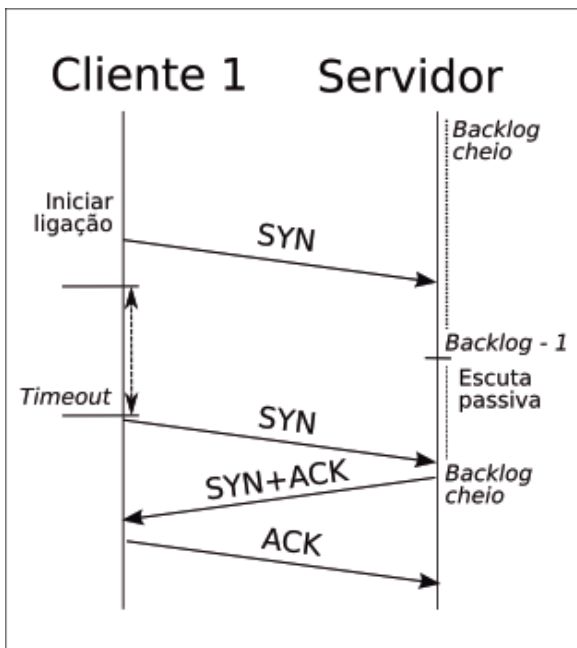 Cliente 1
Servidor
Backlog
cheio
Iniciar
ligação
SYN
Backlog - 1
Escuta
passiva
Timeout
SYN
SYN+ACK
Backlog
cheio
ACK